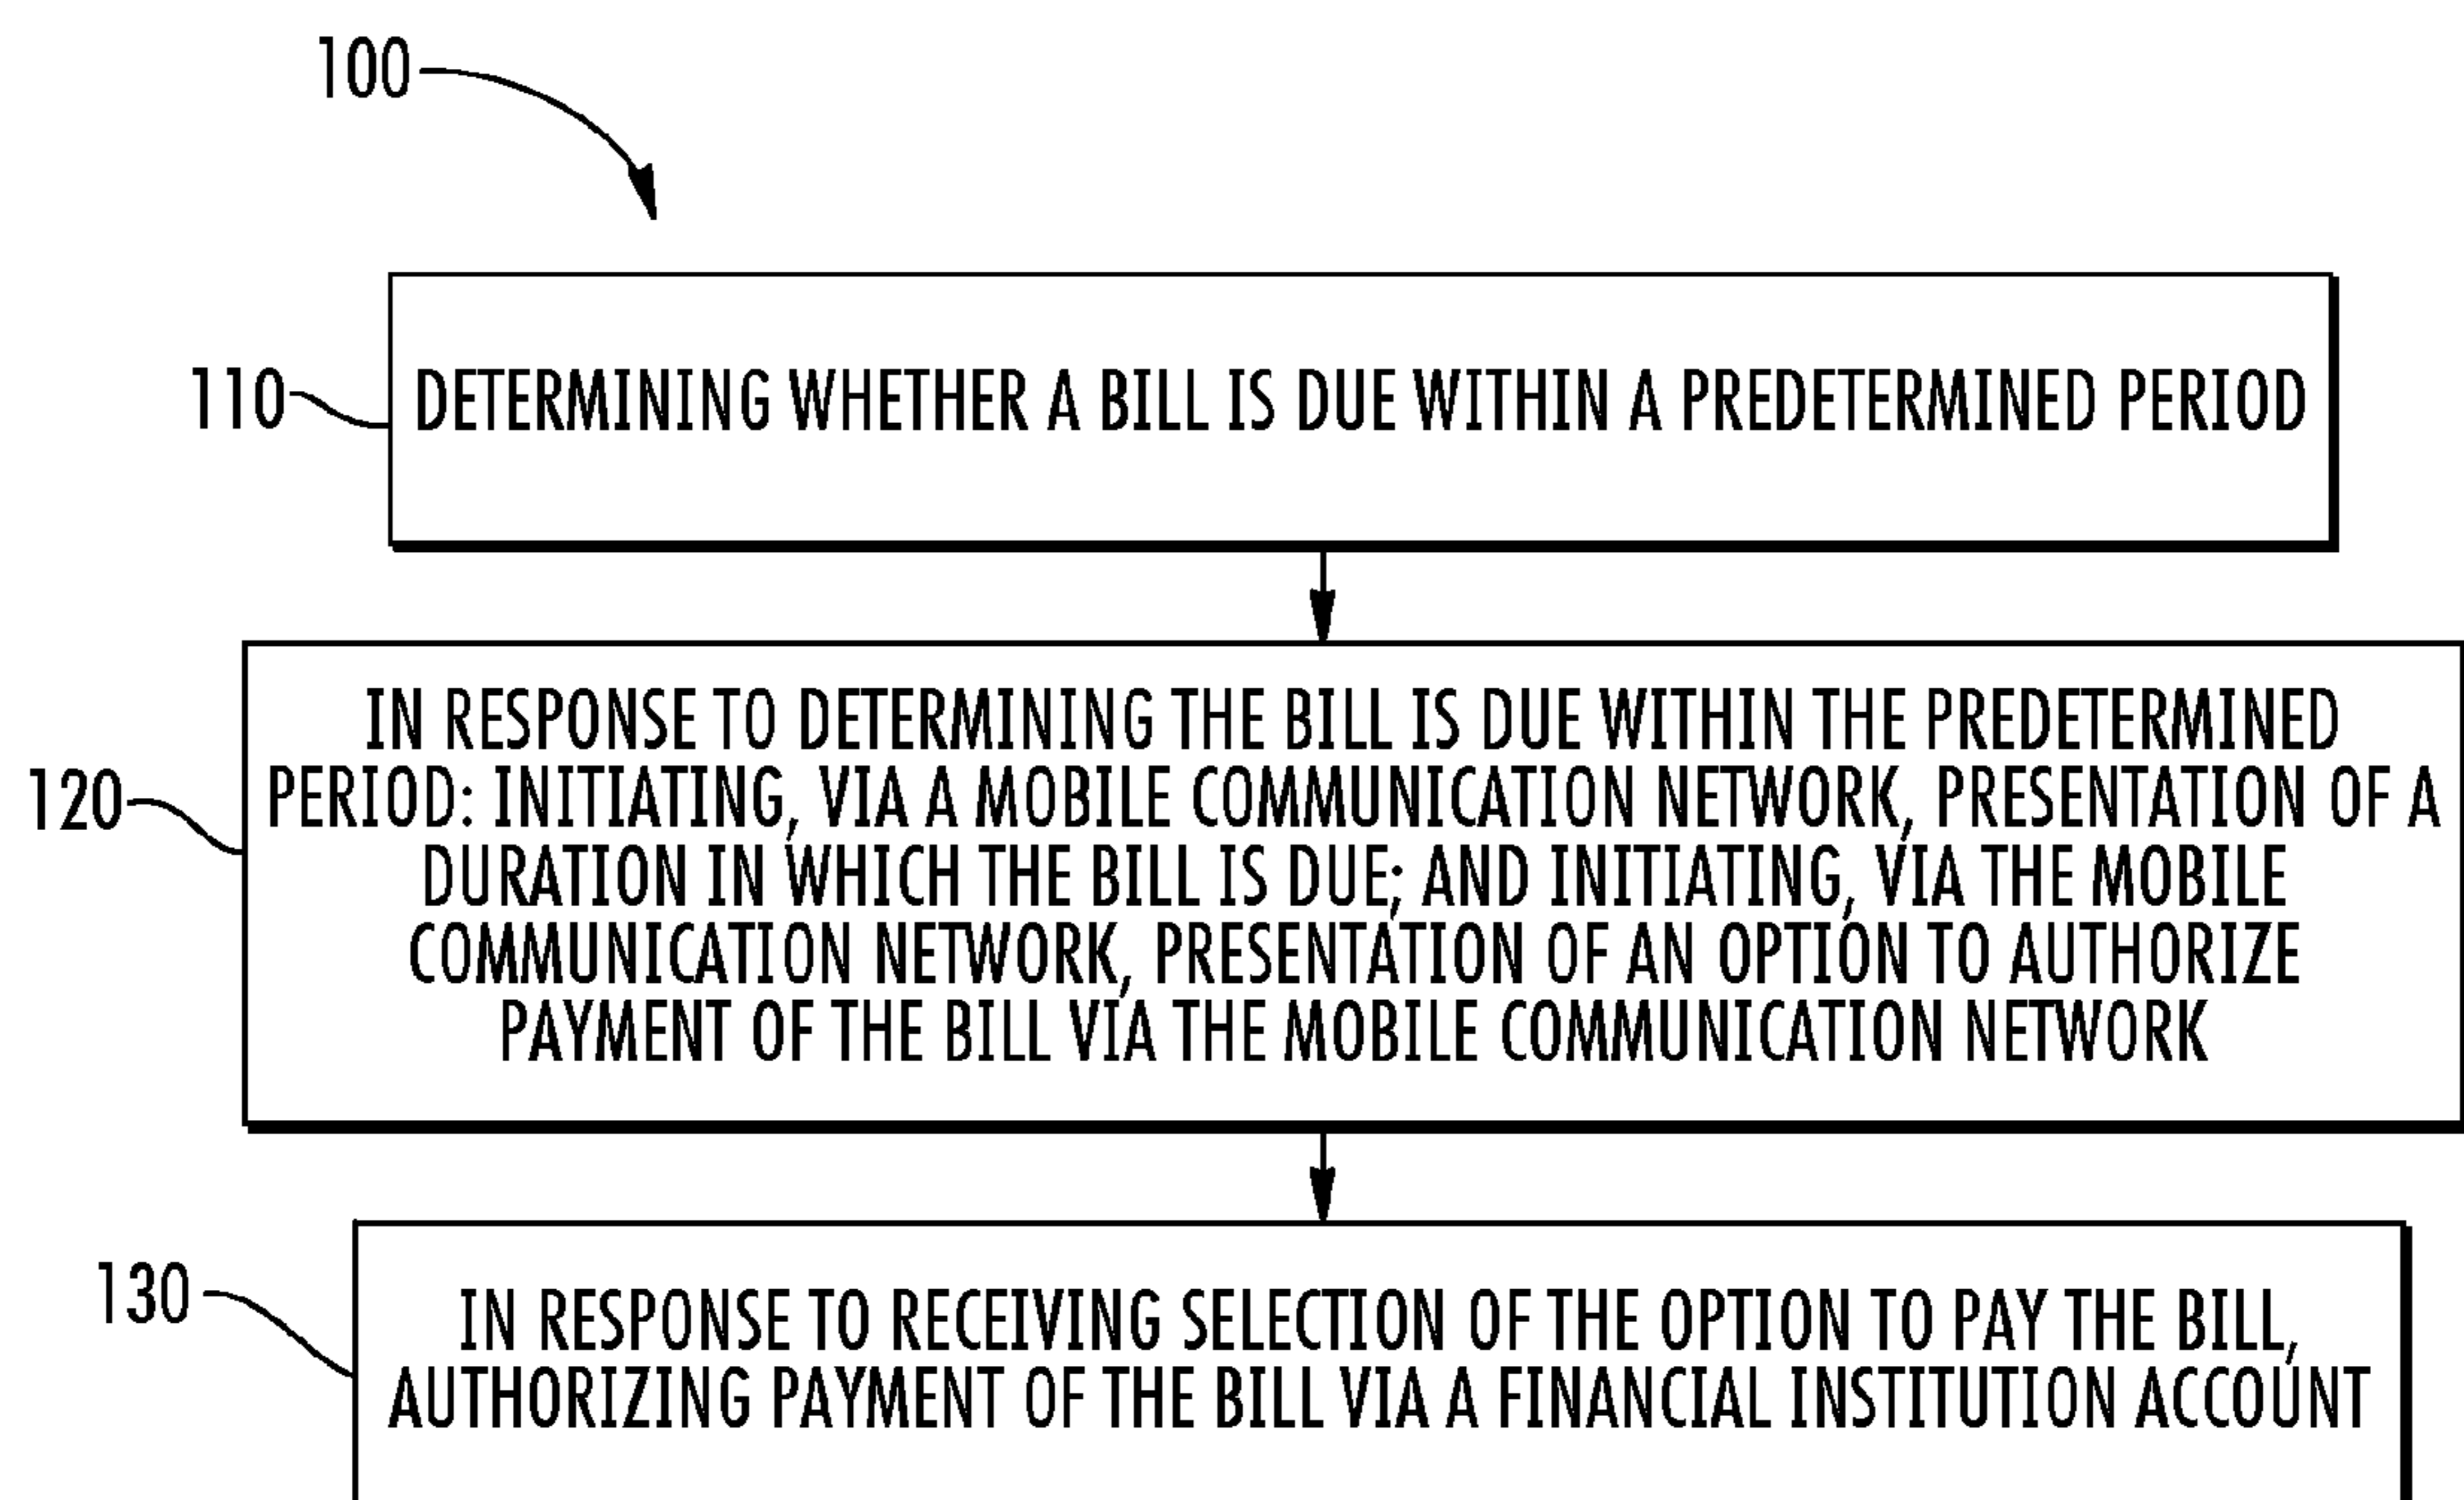 100
110
DETERMINING WHETHER A BILL IS DUE WITHIN A PREDETERMINED PERIOD
120
IN RESPONSE TO DETERMINING THE BILL IS DUE WITHIN THE PREDETERMINED
PERIOD: INITIATING, VIA A MOBILE COMMUNICATION NETWORK, PRESENTATION OF A
DURATION IN WHICH THE BILL IS DUE; AND INITIATING, VIA THE MOBILE
COMMUNICATION NETWORK, PRESENTATION OF AN OPTION TO AUTHORIZE
PAYMENT OF THE BILL VIA THE MOBILE COMMUNICATION NETWORK
130
IN RESPONSE TO RECEIVING SELECTION OF THE OPTION TO PAY THE BILL,
AUTHORIZING PAYMENT OF THE BILL VIA A FINANCIAL INSTITUTION ACCOUNT